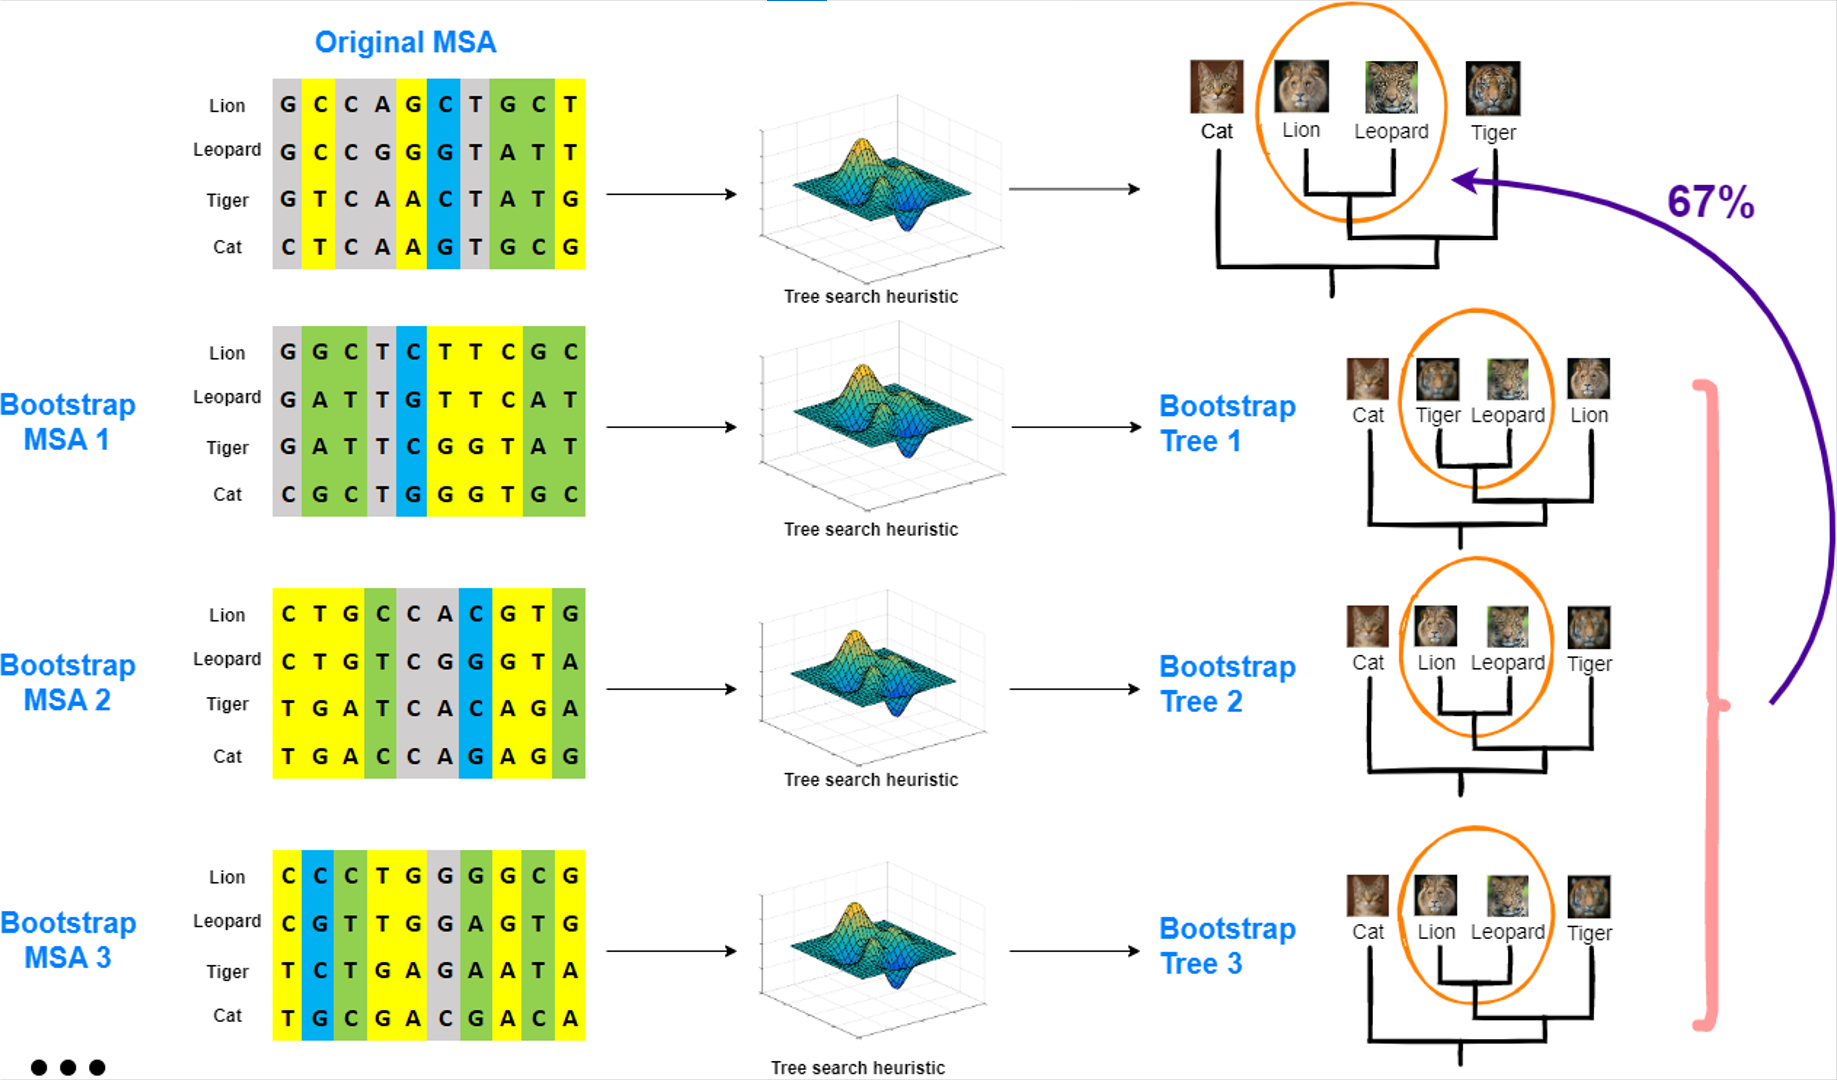 Original MSA
Lion G C C A G C T G C T
Leopard G C C G G G T A T T
Tiger G T C A A C T A T G
Cat C T C A A G T G C G
Tree search heuristic
Cat Lion Leopard Tiger
67%
Bootstrap
MSA 1
Lion G G C T C T T C G C
Leopard G A T T G T T C A T
Tiger G A T T C G G T A T
Cat C G C T G G G T G C
Tree search heuristic
Bootstrap
Tree 1
Cat Tiger Leopard Lion
Bootstrap
MSA 2
Lion C T G C C A C G T G
Leopard C T G T C G G G T A
Tiger T G A T C A C A G A
Cat T G A C C A G A G G
Tree search heuristic
Bootstrap
Tree 2
Cat Lion Leopard Tiger
Bootstrap
MSA 3
Lion C C C T G G G G C G
Leopard C G T T G G A G T G
Tiger T C T G A G A A T A
Cat T G C G A C G A C A
Tree search heuristic
Bootstrap
Tree 3
Cat Lion Leopard Tiger